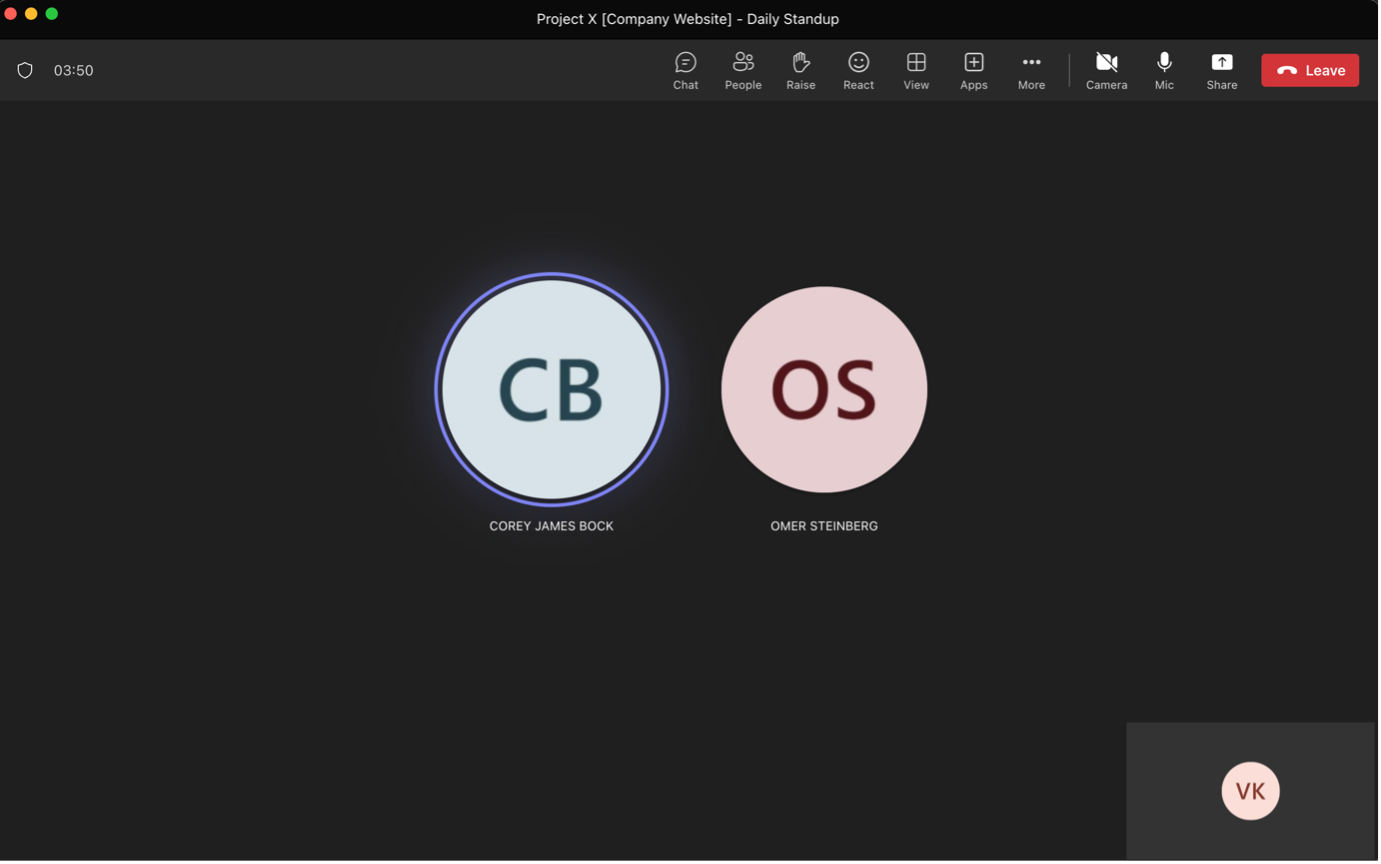 Project X [Company Website] - Daily Standup
03:50
Chat People Raise React View Apps More Camera Mic Share Leave
CB OS
COREY JAMES BOCK OMER STEINBERG
VK